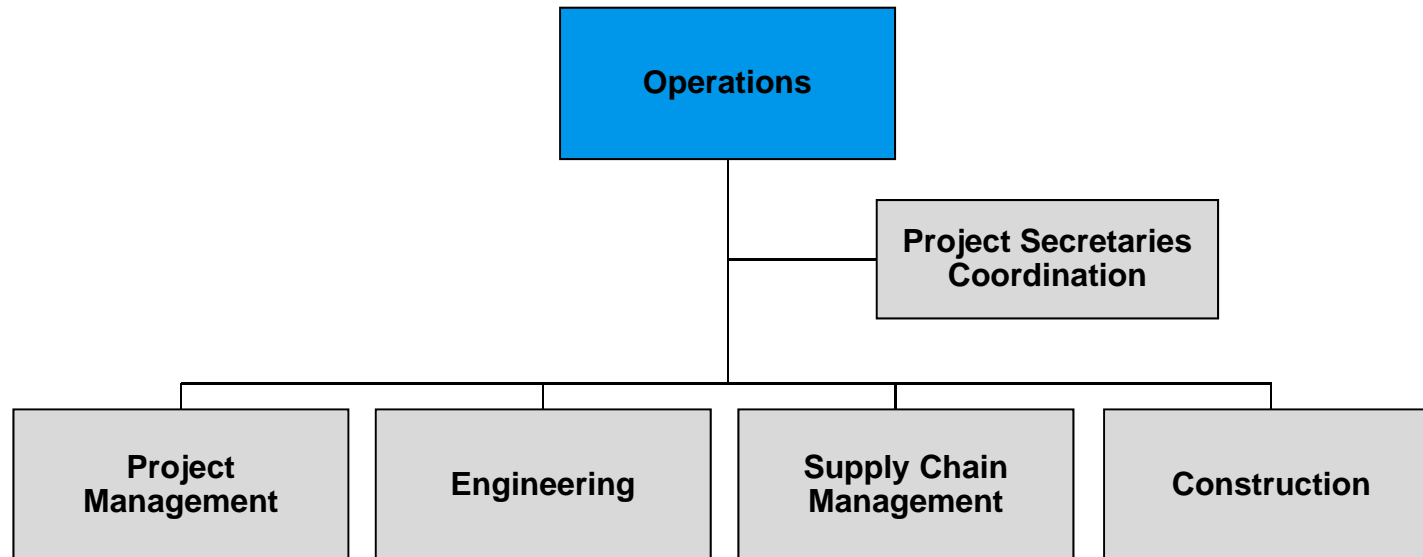 Operations
Project Secretaries
Coordination
Project
Management
Engineering
Supply Chain
Management
Construction